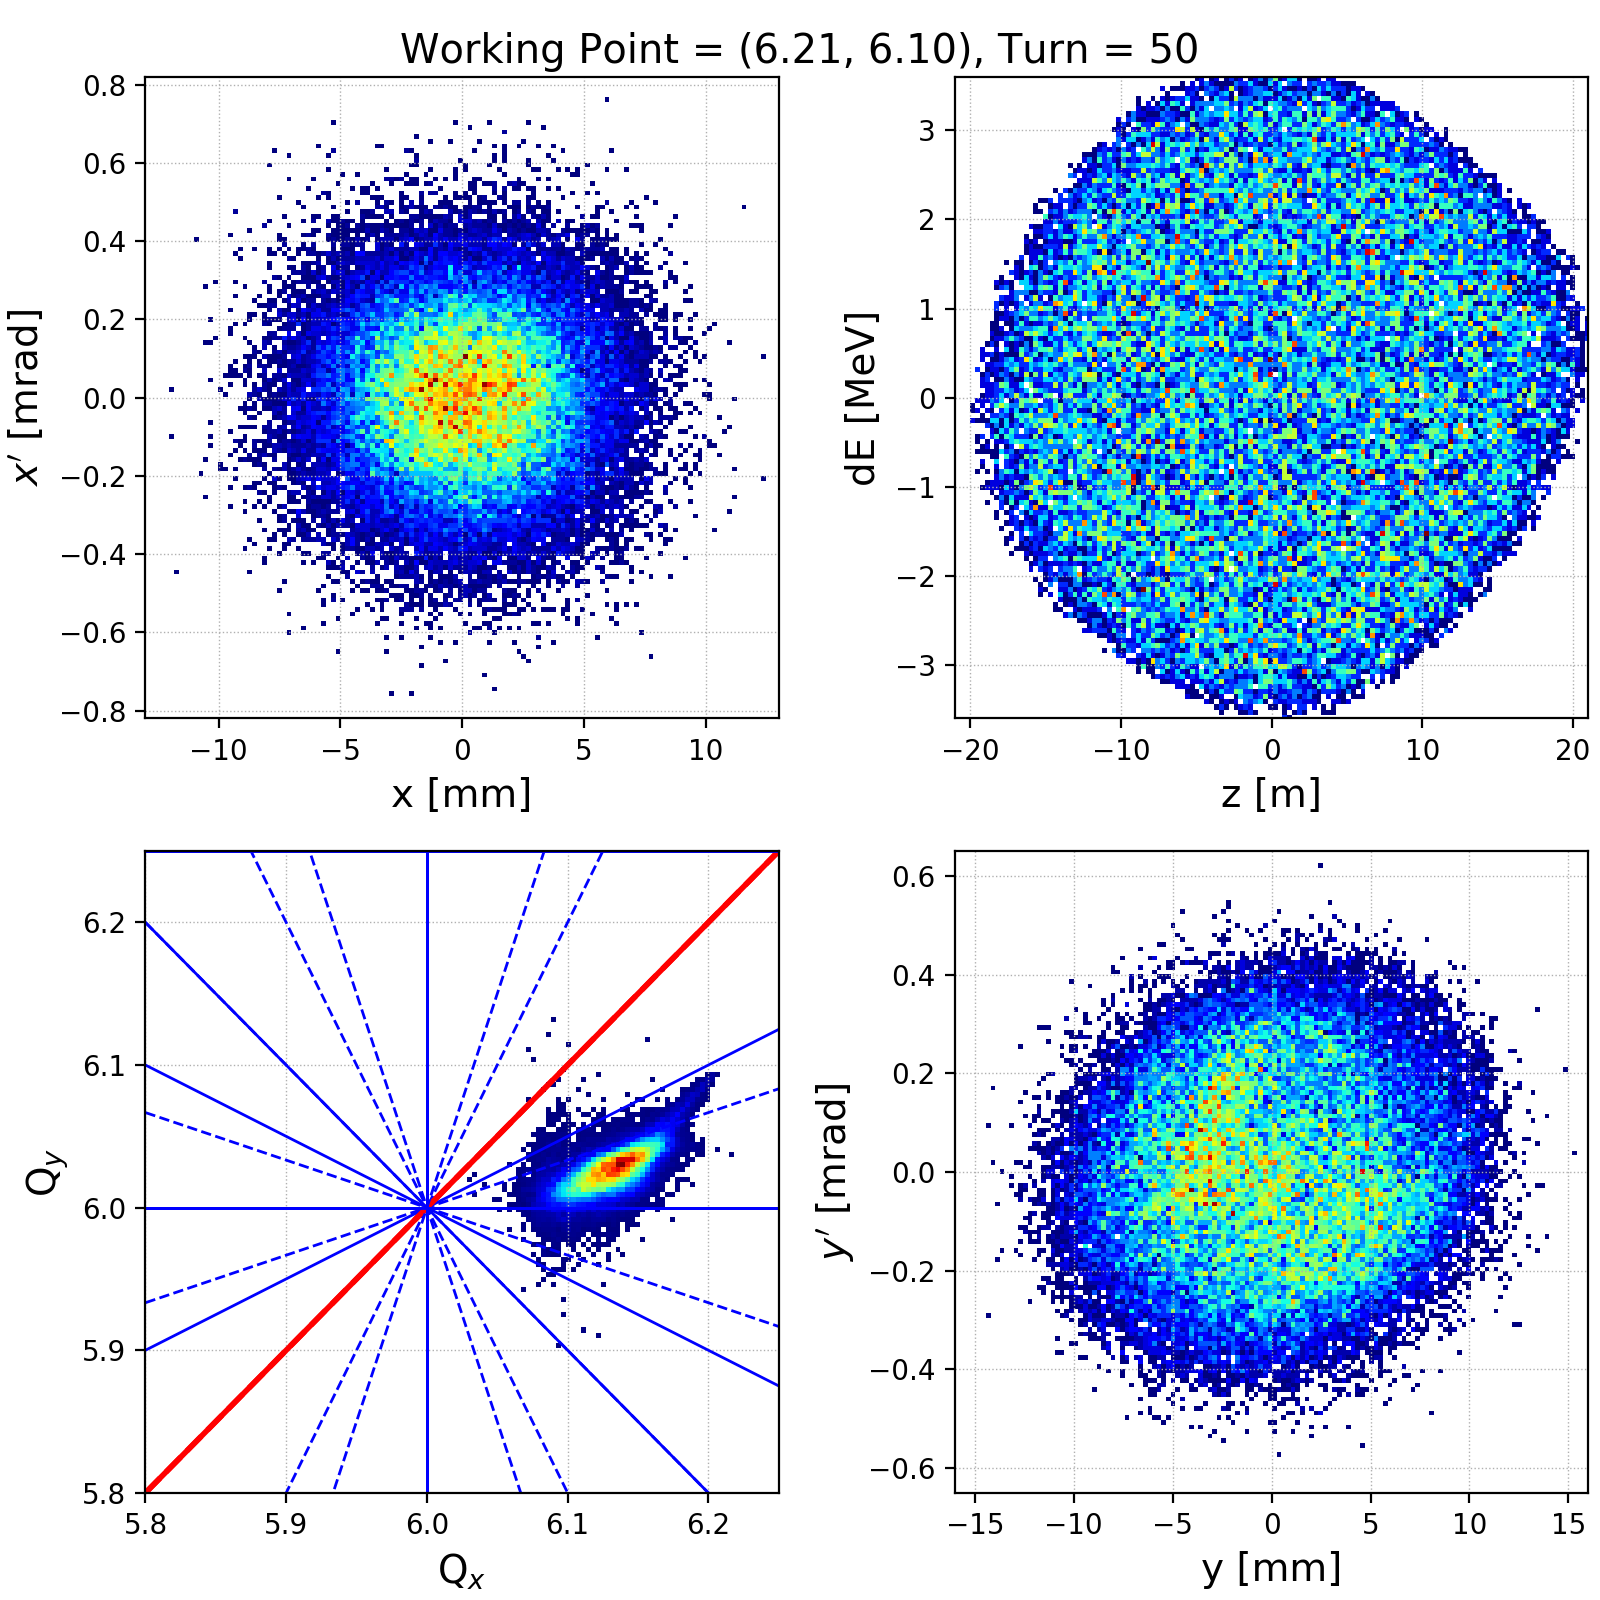 Working Point = (6.21, 6.10), Turn = 50
0.8
0.6
0.4
0.2
0.0
−0.2
−0.4
−0.6
−0.8
x′ [mrad]
−10 −5 0 5 10
x [mm]
3
2
1
0
−1
−2
−3
dE [MeV]
−20 −10 0 10 20
z [m]
6.2
6.1
6.0
5.9
5.8
Qy
5.8 5.9 6.0 6.1 6.2
Qx
0.6
0.4
0.2
0.0
−0.2
−0.4
−0.6
y′ [mrad]
−15 −10 −5 0 5 10 15
y [mm]